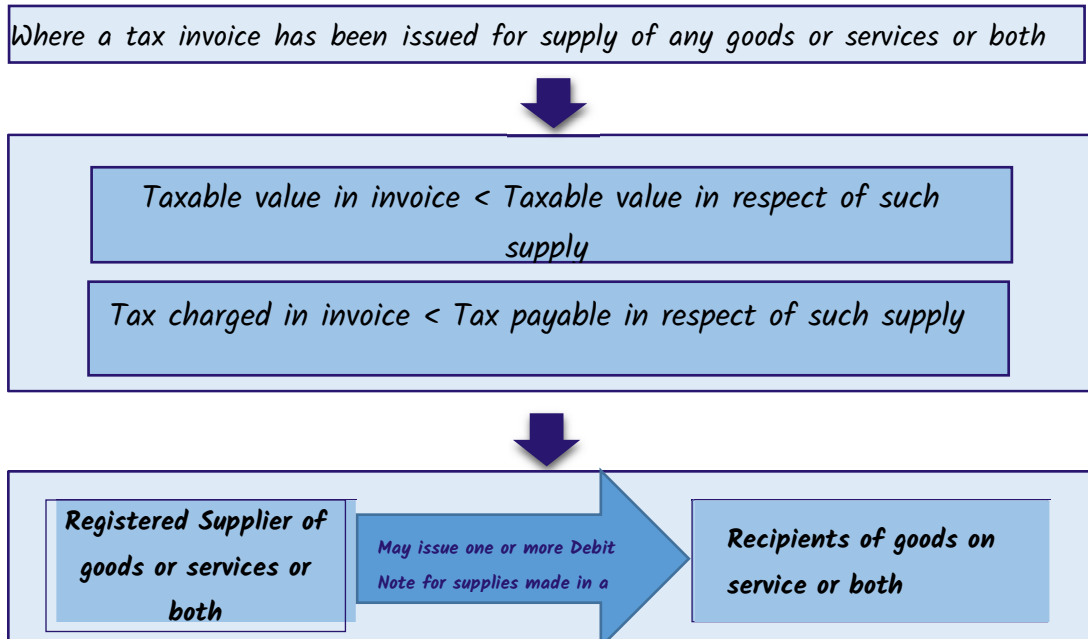 Where a tax invoice has been issued for supply of any goods or services or both
Taxable value in invoice < Taxable value in respect of such
supply
Tax charged in invoice < Tax payable in respect of such supply
Registered Supplier of
goods or services or
both
May issue one or more Debit
Note for supplies made in a
Recipients of goods on
service or both